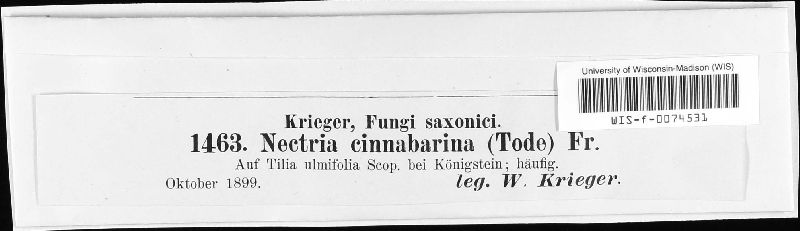 University of Wisconsin-Madison (WIS)
WIS-f-0074531
Krieger, Fungi saxonici.
1463. Nectria cinnabarina (Tode) Fr.
Auf Tilia ulmifolia Scop. bei Königstein; häufig.
Oktober 1899. leg. W. Krieger.